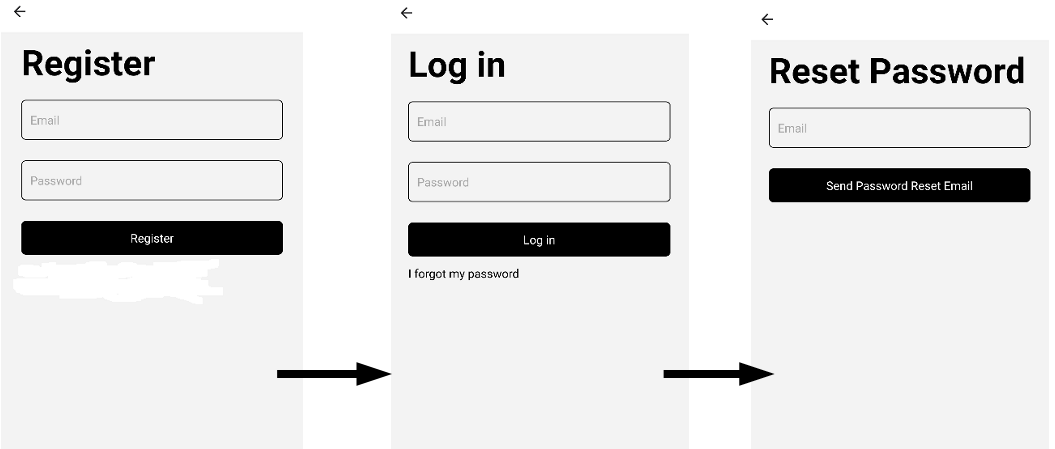 Register
Email
Password
Register
Log in
Email
Password
Log in
I forgot my password
Reset Password
Email
Send Password Reset Email